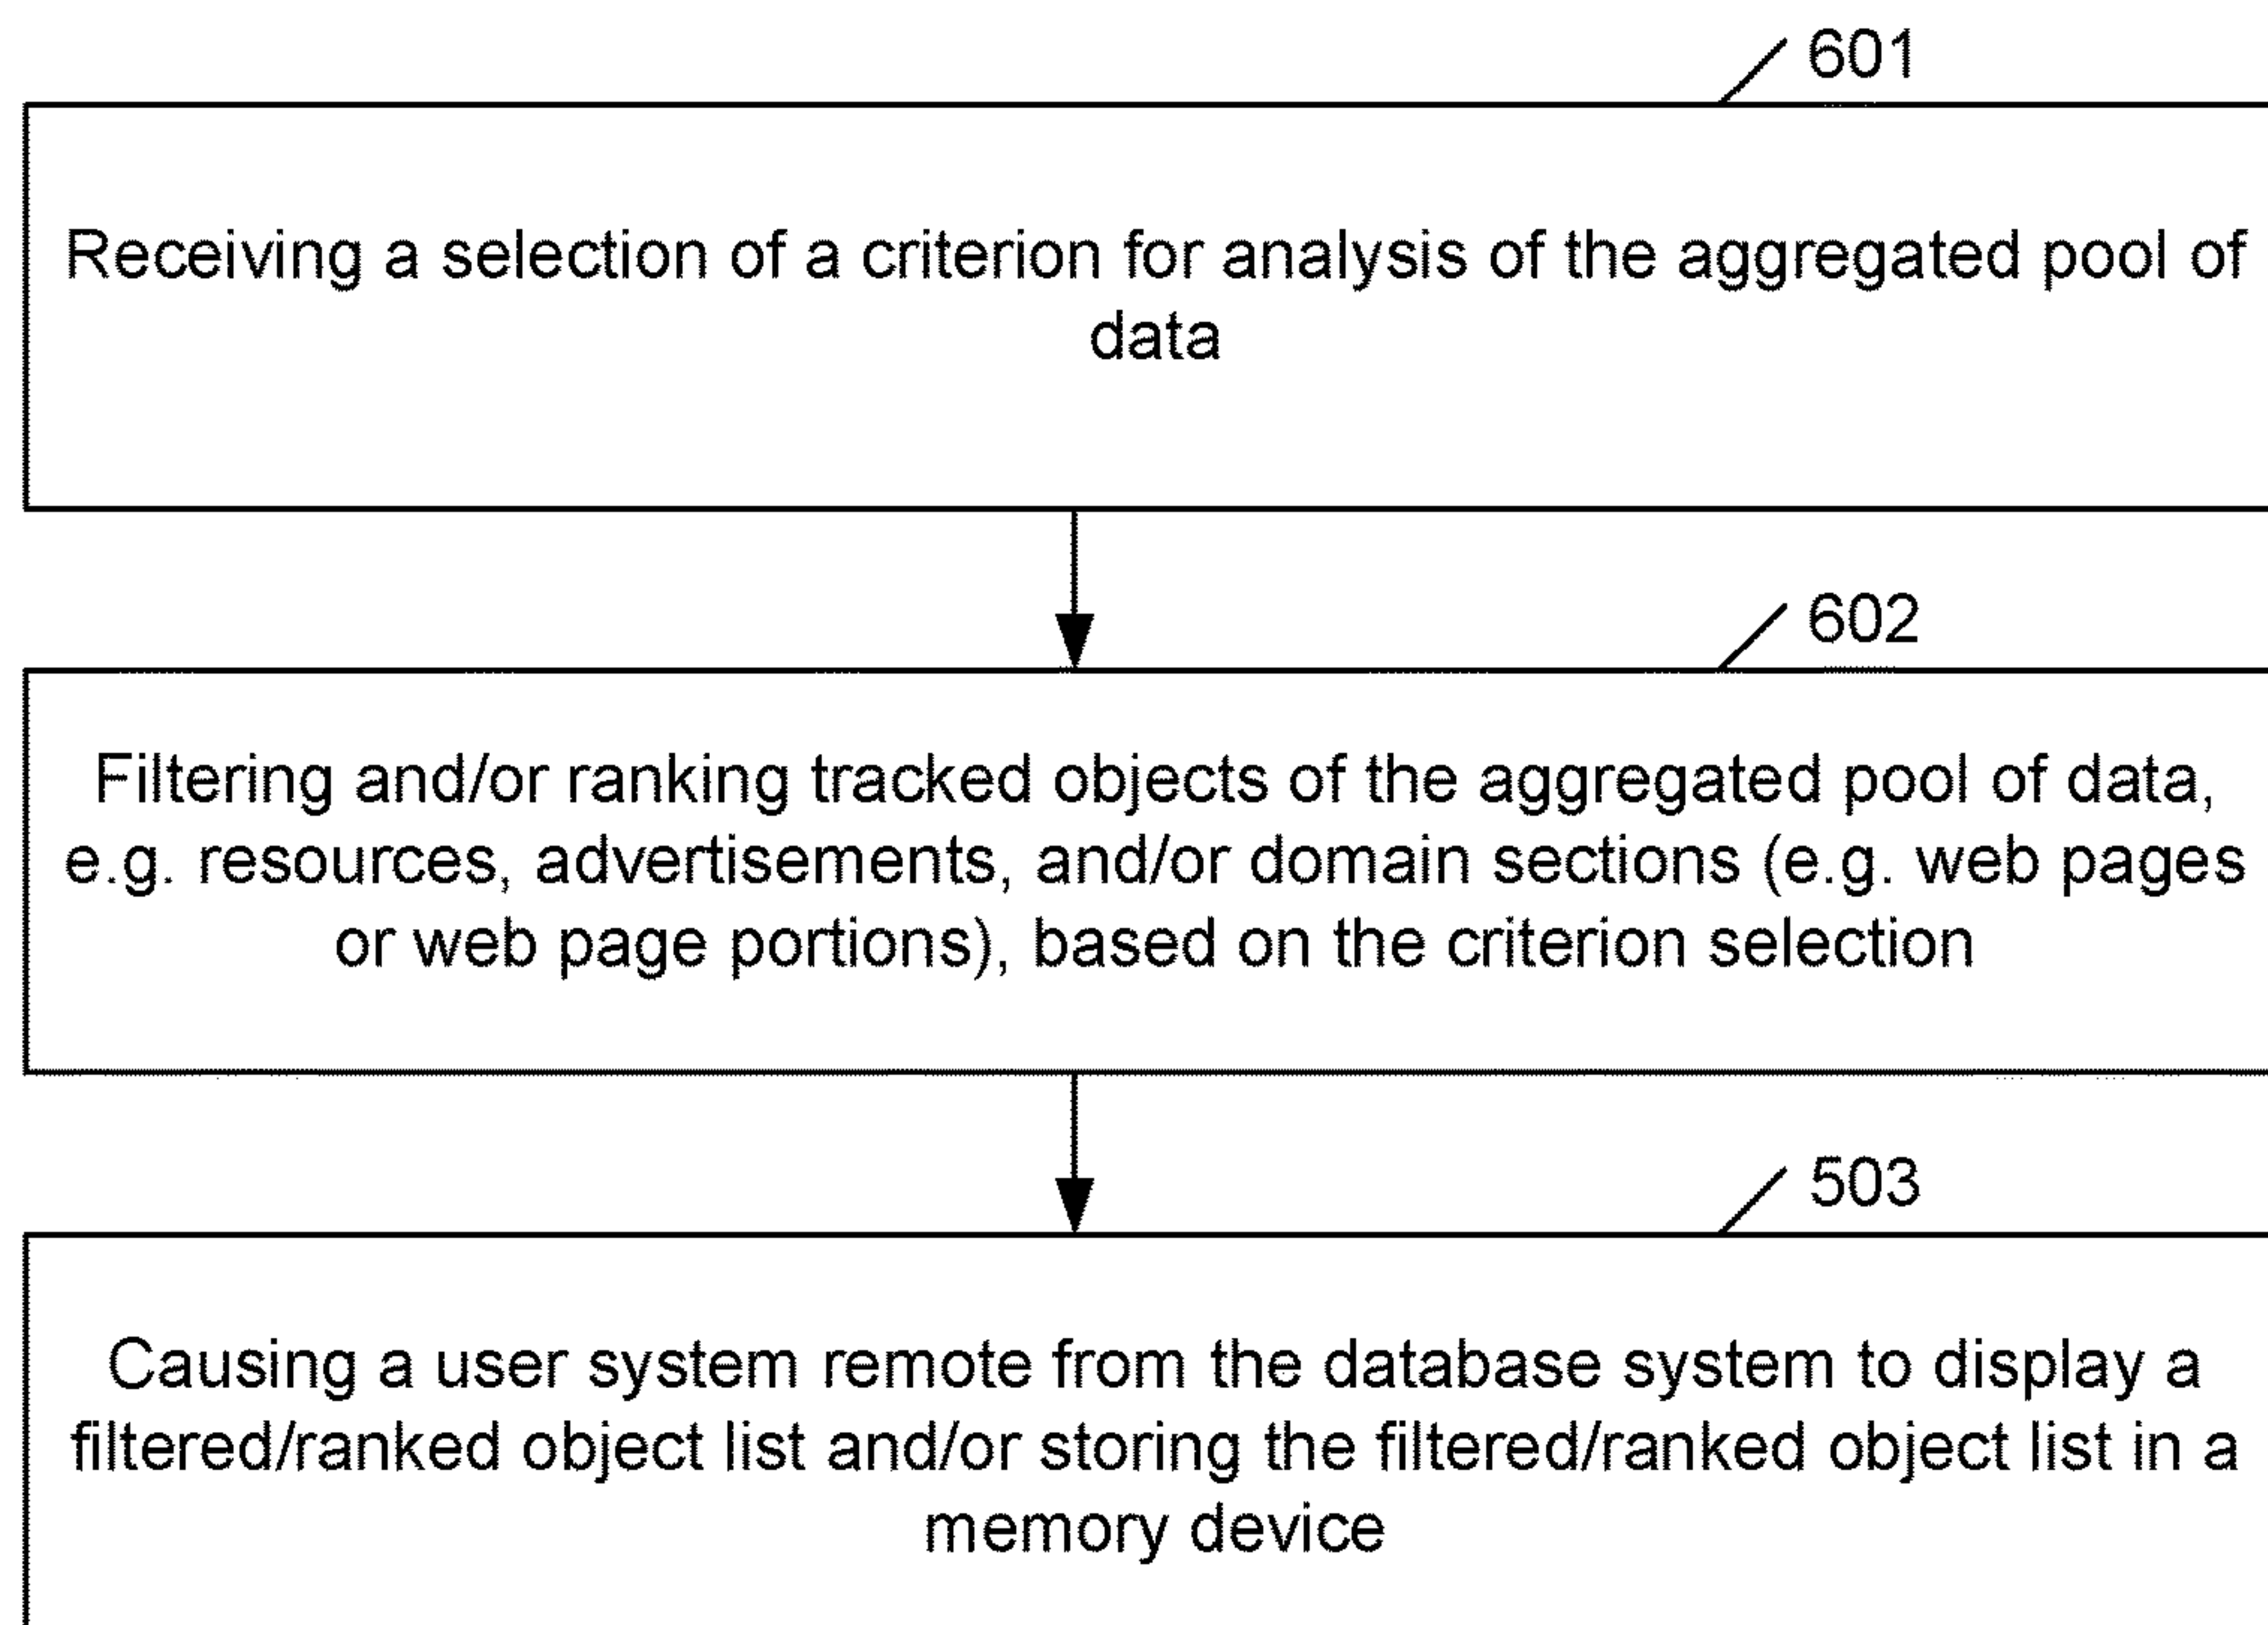 601
Receiving a selection of a criterion for analysis of the aggregated pool of
data
602
Filtering and/or ranking tracked objects of the aggregated pool of data,
e.g. resources, advertisements, and/or domain sections (e.g. web pages
or web page portions), based on the criterion selection
503
Causing a user system remote from the database system to display a
filtered/ranked object list and/or storing the filtered/ranked object list in a
memory device